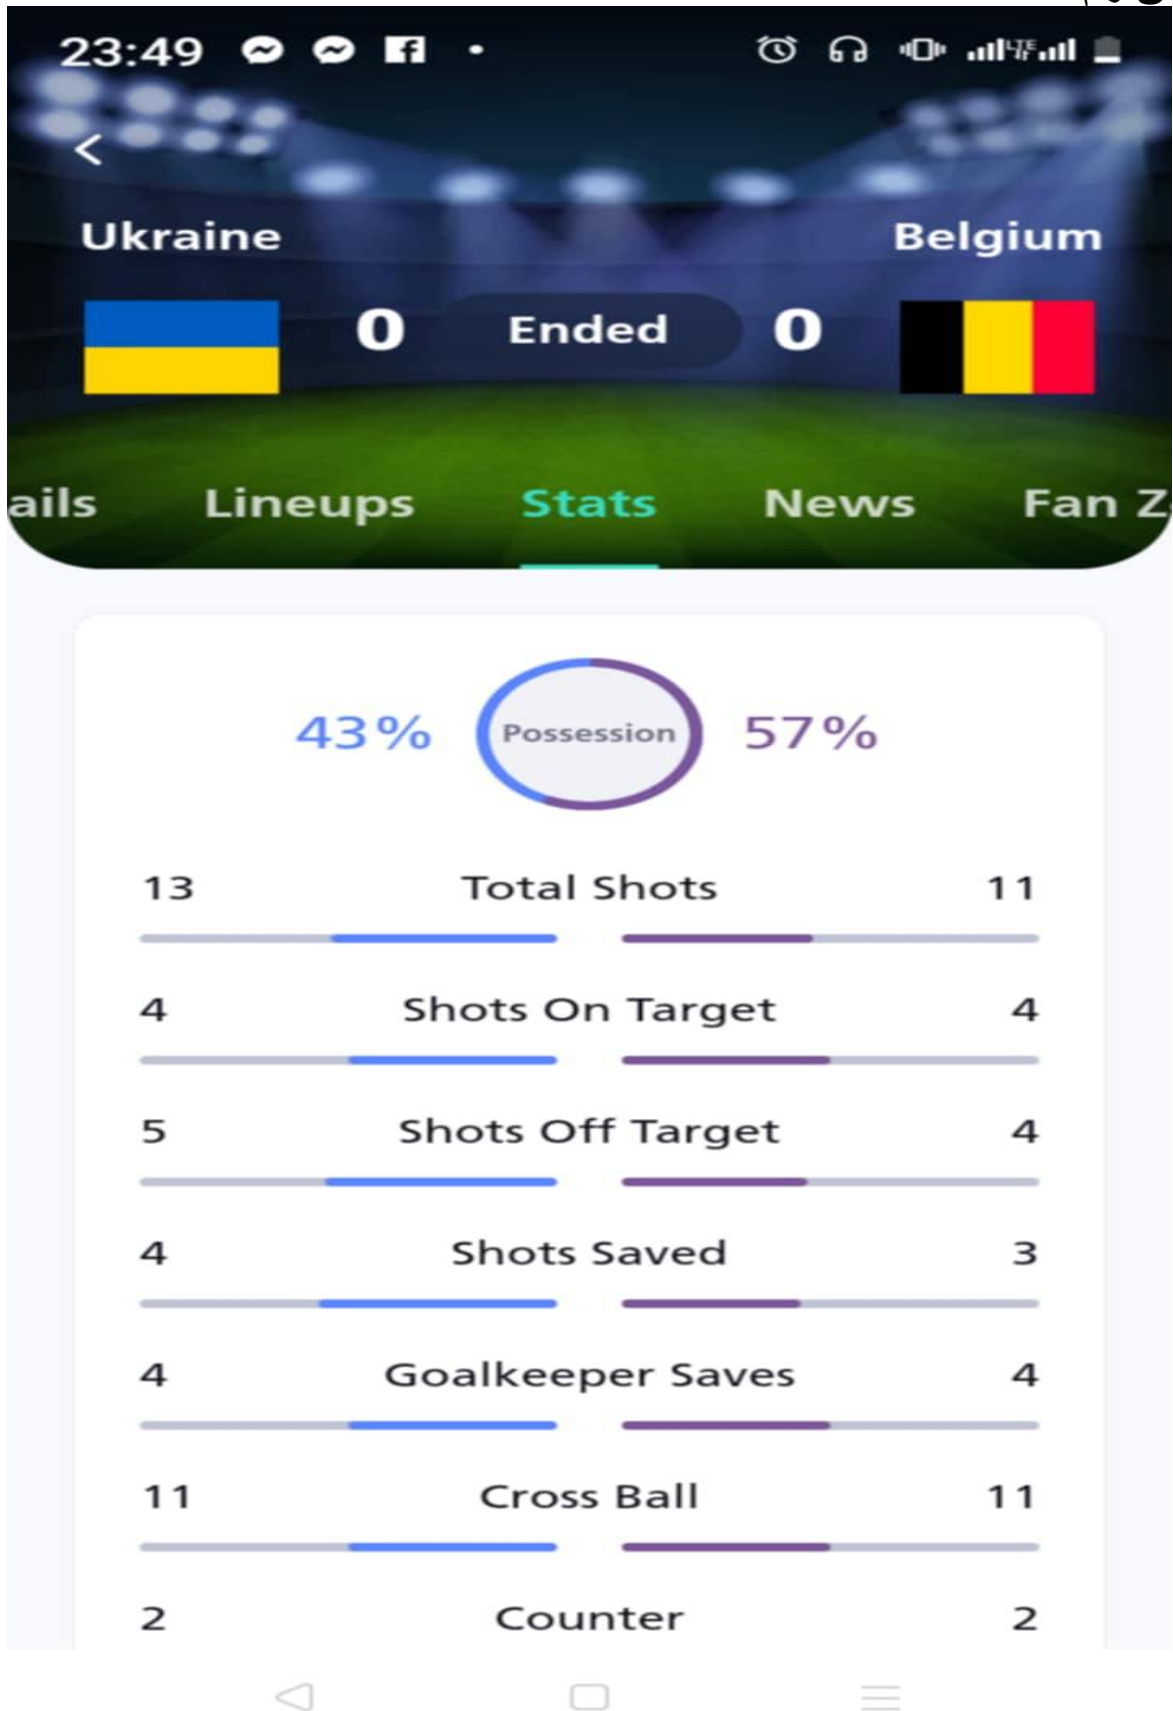 23:49
Ukraine Belgium
0 Ended 0
ails Lineups Stats News Fan Z
43% Possession 57%
13 Total Shots 11
4 Shots On Target 4
5 Shots Off Target 4
4 Shots Saved 3
4 Goalkeeper Saves 4
11 Cross Ball 11
2 Counter 2